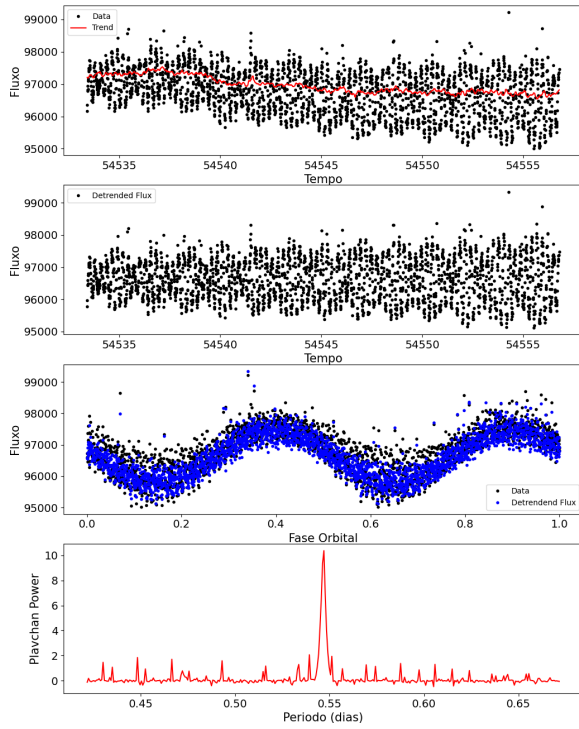 99000
98000
97000
96000
95000
Fluxo
Data
Trend
54535 54540 54545 54550 54555
Tempo
99000
98000
97000
96000
95000
Fluxo
Detrended Flux
54535 54540 54545 54550 54555
Tempo
99000
98000
97000
96000
95000
Fluxo
Data
Detrendend Flux
0.0 0.2 0.4 0.6 0.8 1.0
Fase Orbital
10
8
6
4
2
0
Plavchan Power
0.45 0.50 0.55 0.60 0.65
Periodo (dias)